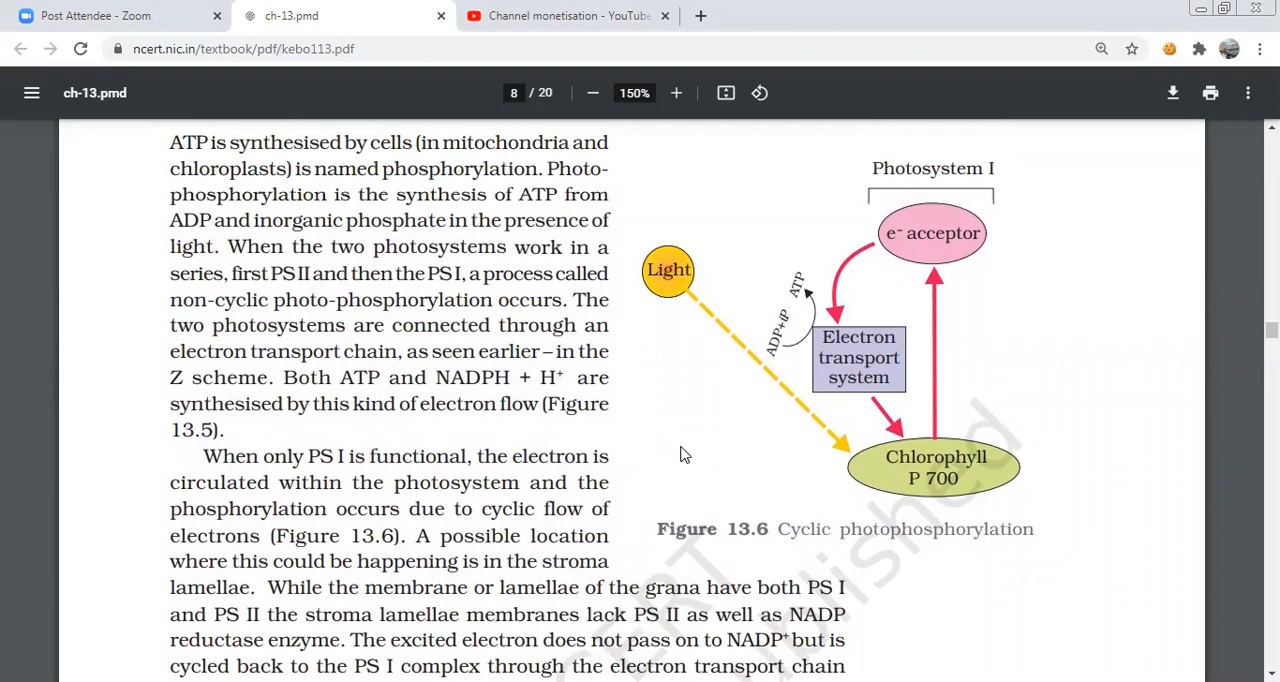 Post Attendee - Zoom
ch-13.pmd
Channel monetisation - YouTube
ncert.nic.in/textbook/pdf/kebo113.pdf
ch-13.pmd
8 / 20
150%
ATP is synthesised by cells (in mitochondria and
chloroplasts) is named phosphorylation. Photo-
phosphorylation is the synthesis of ATP from
ADP and inorganic phosphate in the presence of
light. When the two photosystems work in a
series, first PS II and then the PS I, a process called
non-cyclic photo-phosphorylation occurs. The
two photosystems are connected through an
electron transport chain, as seen earlier – in the
Z scheme. Both ATP and NADPH + H⁺ are
synthesised by this kind of electron flow (Figure
13.5).
When only PS I is functional, the electron is
circulated within the photosystem and the
phosphorylation occurs due to cyclic flow of
electrons (Figure 13.6). A possible location
where this could be happening is in the stroma
lamellae. While the membrane or lamellae of the grana have both PS I
and PS II the stroma lamellae membranes lack PS II as well as NADP
reductase enzyme. The excited electron does not pass on to NADP⁺ but is
cycled back to the PS I complex through the electron transport chain
Photosystem I
e⁻ acceptor
Light
ADP+iP
ATP
Electron
transport
system
Chlorophyll
P 700
Figure 13.6 Cyclic photophosphorylation